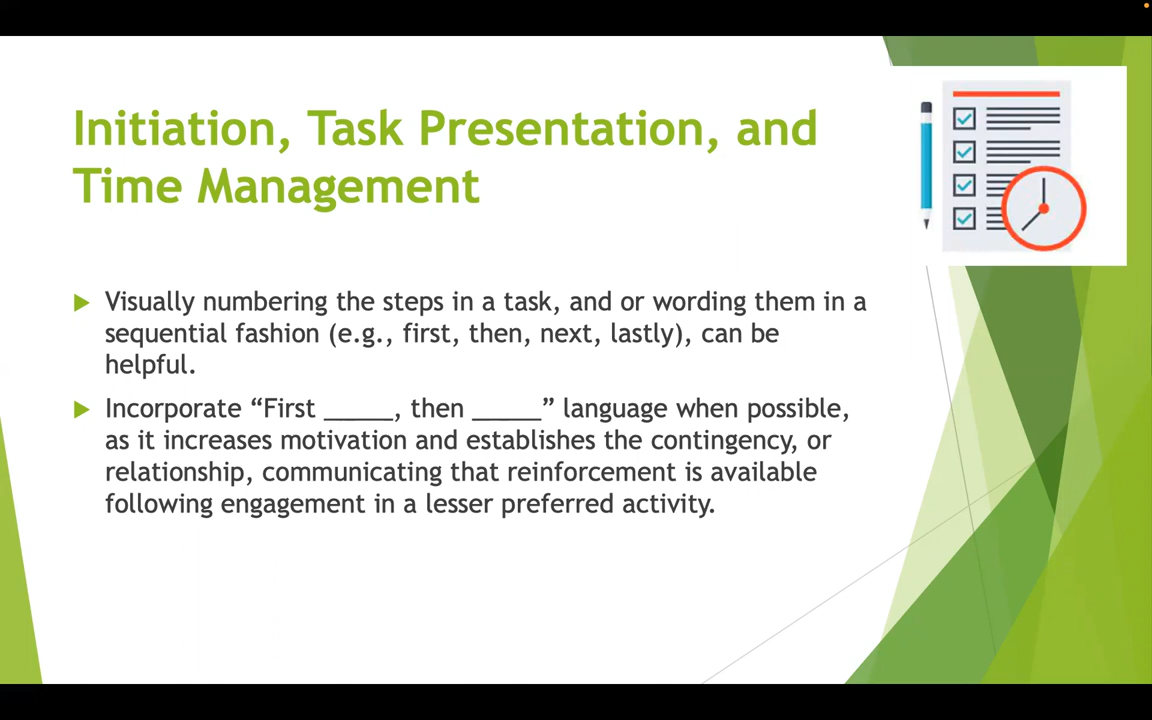 Initiation, Task Presentation, and
Time Management
Visually numbering the steps in a task, and or wording them in a
sequential fashion (e.g., first, then, next, lastly), can be
helpful.
Incorporate “First _____, then _____” language when possible,
as it increases motivation and establishes the contingency, or
relationship, communicating that reinforcement is available
following engagement in a lesser preferred activity.